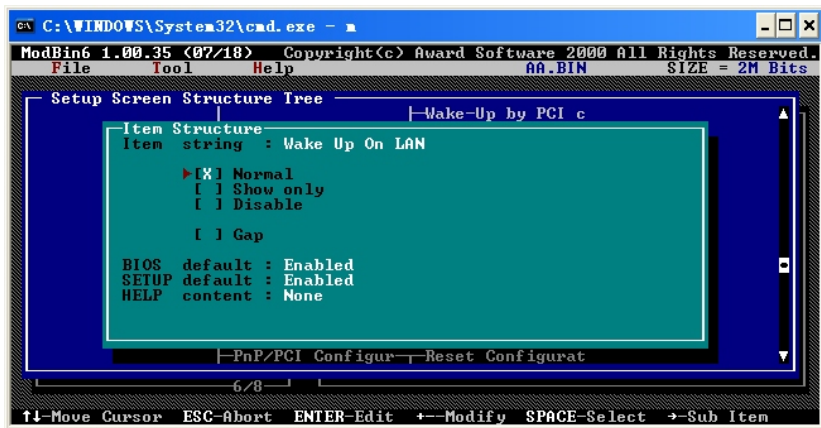 C:\WINDOWS\System32\cmd.exe - m
ModBin6 1.00.35 (07/18) Copyright(c) Award Software 2000 All Rights Reserved.
File Tool Help AA.BIN SIZE = 2M Bits
Setup Screen Structure Tree
Wake-Up by PCI c
Item Structure
Item string : Wake Up On LAN
[X] Normal
[ ] Show only
[ ] Disable
[ ] Gap
BIOS default : Enabled
SETUP default : Enabled
HELP content : None
PnP/PCI Configur Reset Configurat
6/8
↑↓-Move Cursor ESC-Abort ENTER-Edit +--Modify SPACE-Select →-Sub Item